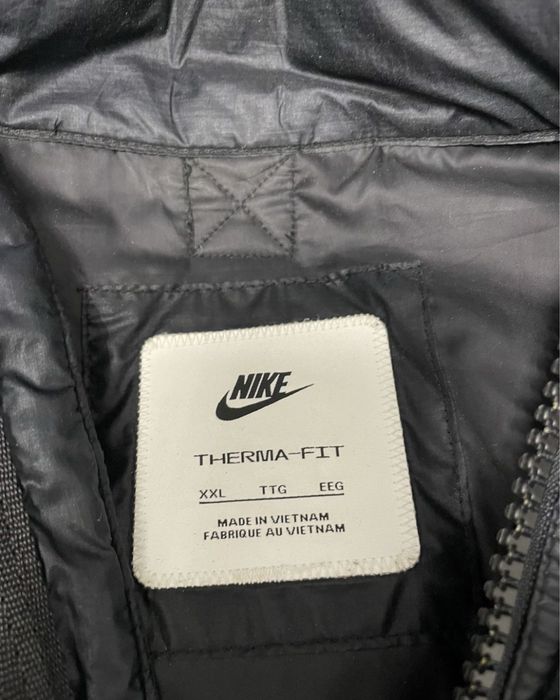 NIKE
THERMA-FIT
XXL TTG EEG
MADE IN VIETNAM
FABRIQUE AU VIETNAM